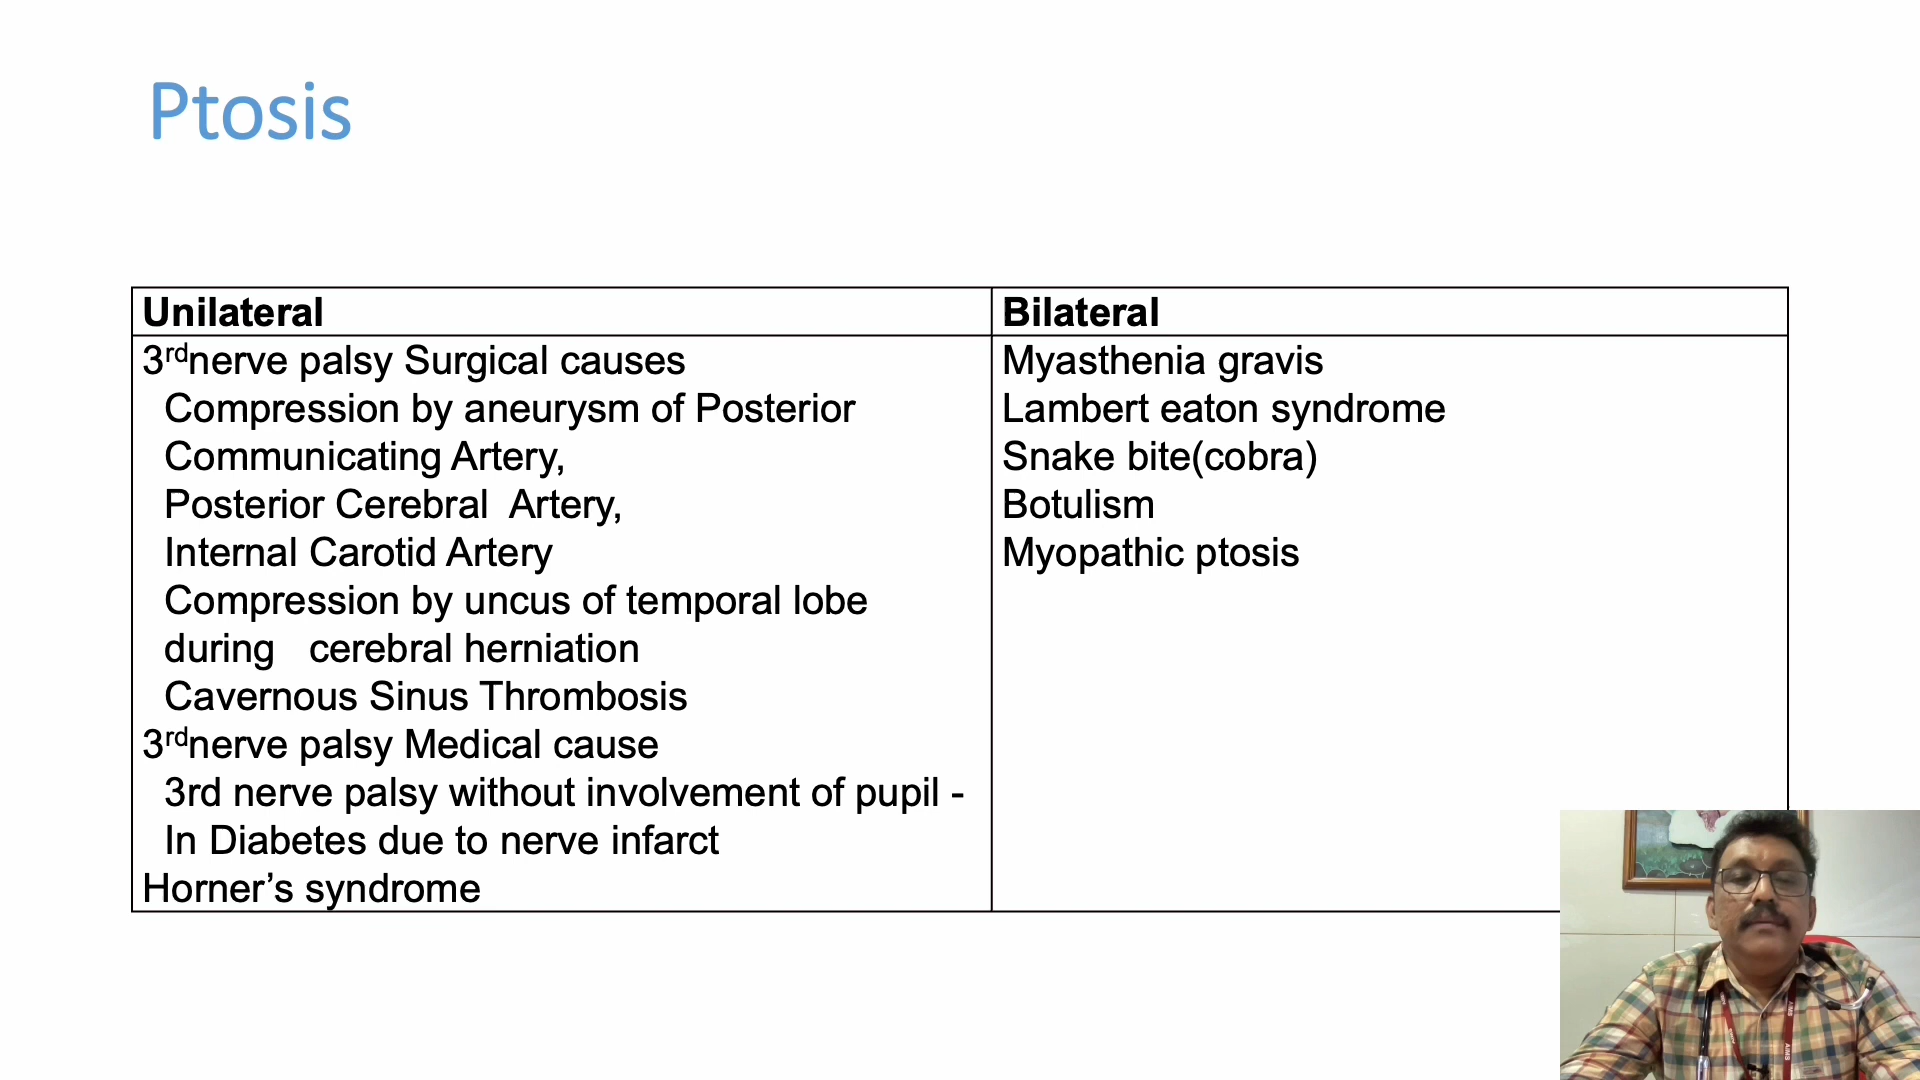 Ptosis
Unilateral
3rdnerve palsy Surgical causes
Compression by aneurysm of Posterior
Communicating Artery,
Posterior Cerebral Artery,
Internal Carotid Artery
Compression by uncus of temporal lobe
during cerebral herniation
Cavernous Sinus Thrombosis
3rdnerve palsy Medical cause
3rd nerve palsy without involvement of pupil -
In Diabetes due to nerve infarct
Horner’s syndrome
Bilateral
Myasthenia gravis
Lambert eaton syndrome
Snake bite(cobra)
Botulism
Myopathic ptosis
AIMS
AIMS